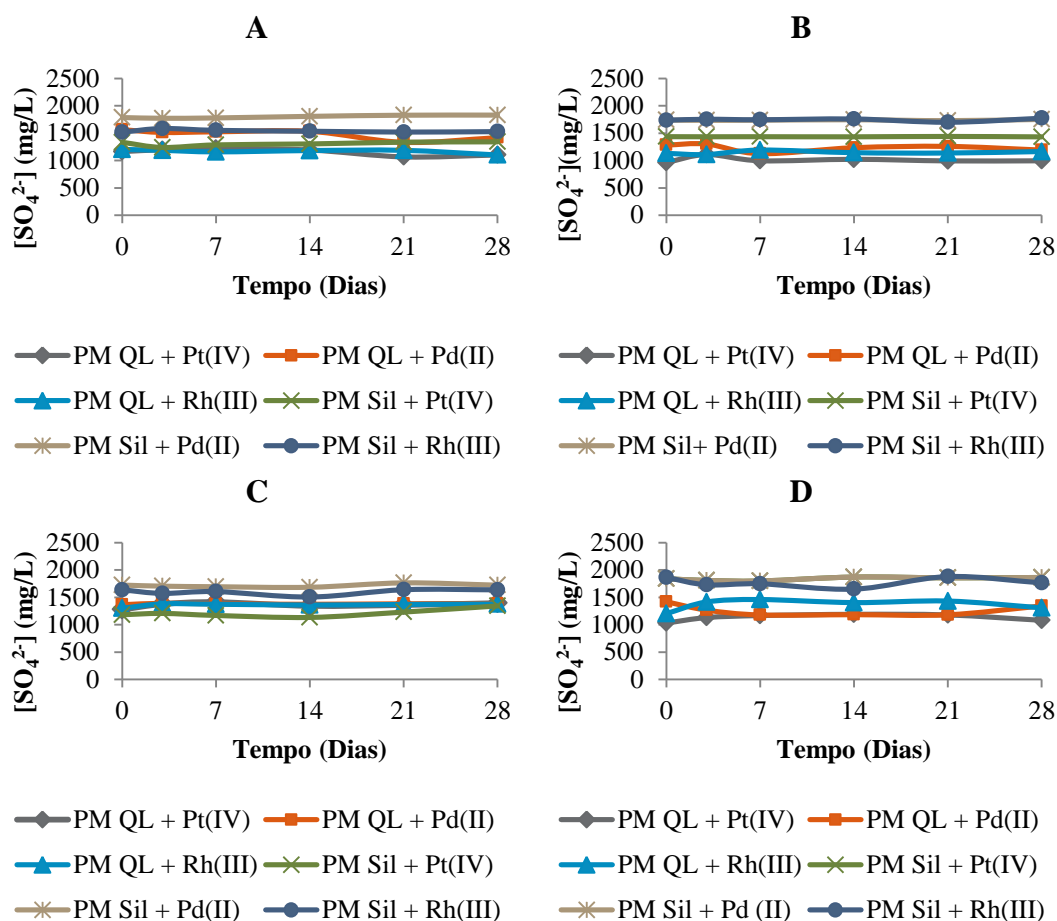 A
[SO₄²⁻] (mg/L)
2500
2000
1500
1000
500
0
0 7 14 21 28
Tempo (Dias)
PM QL + Pt(IV) PM QL + Pd(II)
PM QL + Rh(III) PM Sil + Pt(IV)
PM Sil + Pd(II) PM Sil + Rh(III)
B
[SO₄²⁻](mg/L)
2500
2000
1500
1000
500
0
0 7 14 21 28
Tempo (Dias)
PM QL + Pt(IV) PM QL + Pd(II)
PM QL + Rh(III) PM Sil + Pt(IV)
PM Sil+ Pd(II) PM Sil + Rh(III)
C
[SO₄²⁻] (mg/L)
2500
2000
1500
1000
500
0
0 7 14 21 28
Tempo (Dias)
PM QL + Pt(IV) PM QL + Pd(II)
PM QL + Rh(III) PM Sil + Pt(IV)
PM Sil + Pd(II) PM Sil + Rh(III)
D
[SO₄²⁻] (mg/L)
2500
2000
1500
1000
500
0
0 7 14 21 28
Tempo (Dias)
PM QL + Pt(IV) PM QL + Pd(II)
PM QL + Rh(III) PM Sil + Pt(IV)
PM Sil + Pd (II) PM Sil + Rh(III)